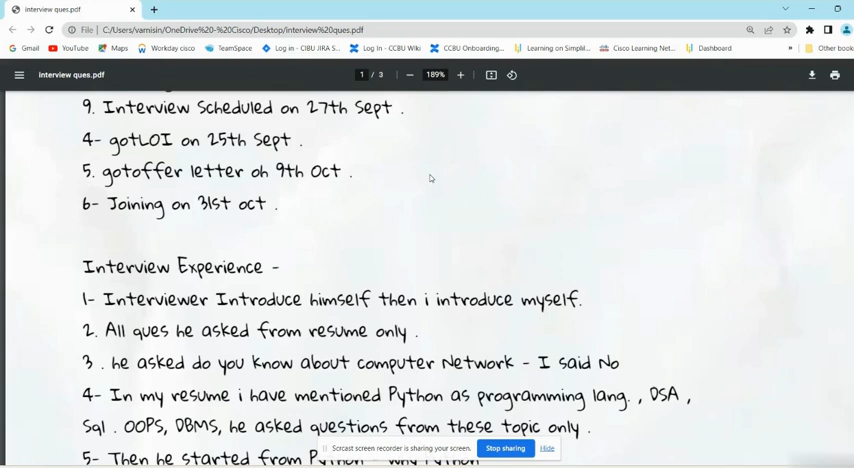 interview ques.pdf
File C:/Users/varnisin/OneDrive%20-%20Cisco/Desktop/interview%20ques.pdf
Gmail YouTube Maps Workday cisco TeamSpace Log in - CIBU JIRA S... Log In - CCBU Wiki CCBU Onboarding... Learning on Simplil... Cisco Learning Net... Dashboard » Other book
interview ques.pdf 1 / 3 189%
9. Interview Scheduled on 27th Sept .
4- gotLOI on 25th Sept .
5. gotoffer letter oh 9th Oct .
6- Joining on 31st oct .
Interview Experience -
1- Interviewer Introduce himself then i introduce myself.
2. All ques he asked from resume only .
3 . he asked do you know about computer Network - I said No
4- In my resume i have mentioned Python as programming lang. , DSA ,
Sql . OOPS, DBMS, he asked questions from these topic only .
Scrcast screen recorder is sharing your screen. Stop sharing Hide
5- Then he started from Python - why Python